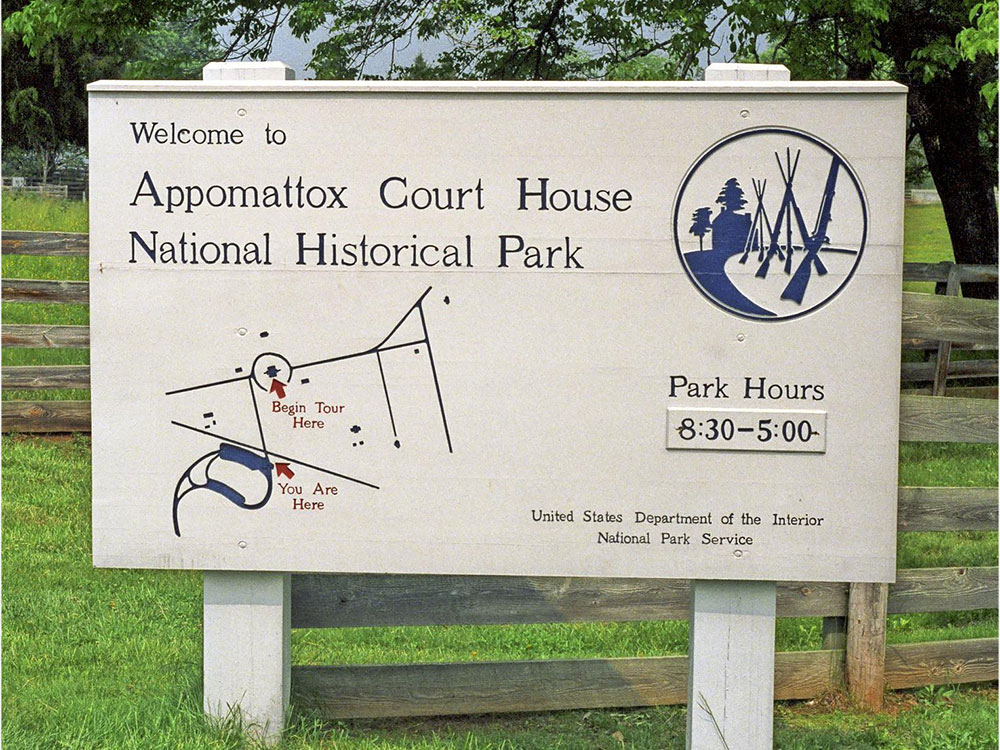 Welcome to
Appomattox Court House
National Historical Park
Begin Tour
Here
You Are
Here
Park Hours
8:30-5:00
United States Department of the Interior
National Park Service